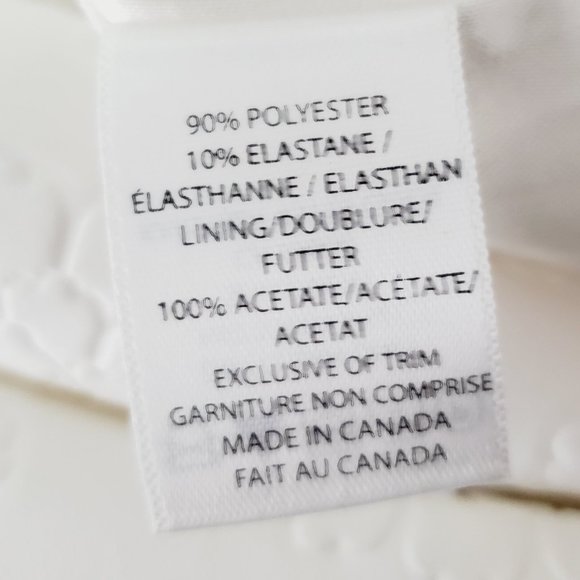 90% POLYESTER
10% ELASTANE /
ÉLASTHANNE / ELASTHAN
LINING/DOUBLURE/
FUTTER
100% ACETATE/ACÉTATE/
ACETAT
EXCLUSIVE OF TRIM
GARNITURE NON COMPRISE
MADE IN CANADA
FAIT AU CANADA